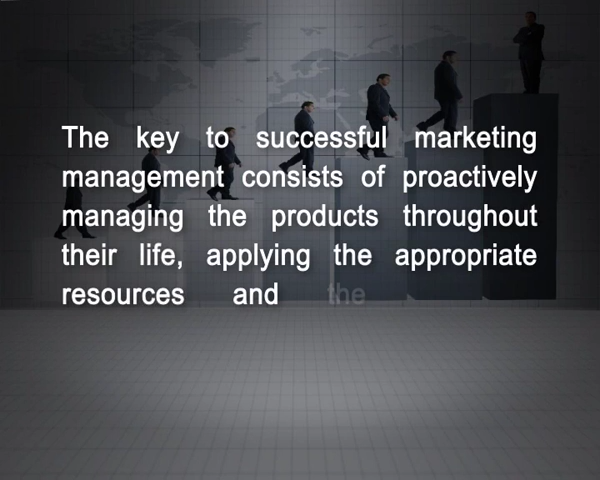 The key to successful marketing
management consists of proactively
managing the products throughout
their life, applying the appropriate
resources and the